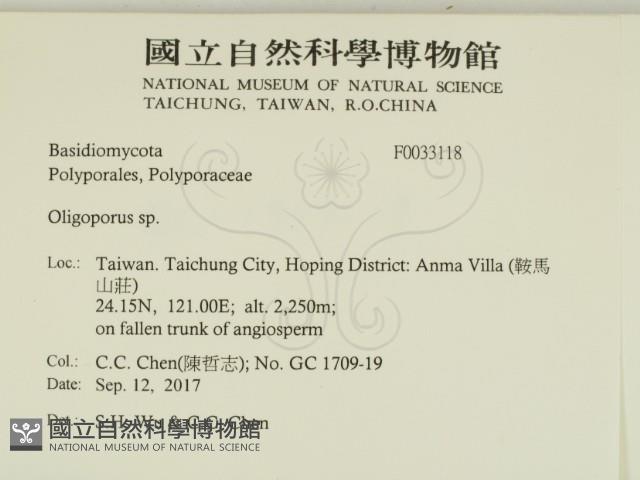 國立自然科學博物館
NATIONAL MUSEUM OF NATURAL SCIENCE
TAICHUNG, TAIWAN, R.O.CHINA
Basidiomycota F0033118
Polyporales, Polyporaceae
Oligoporus sp.
Loc.: Taiwan. Taichung City, Hoping District: Anma Villa (鞍馬
山莊)
24.15N, 121.00E; alt. 2,250m;
on fallen trunk of angiosperm
Col.: C.C. Chen(陳哲志); No. GC 1709-19
Date: Sep. 12, 2017
Det.: S.H. Wu & C.C. Chen
國立自然科學博物館
NATIONAL MUSEUM OF NATURAL SCIENCE